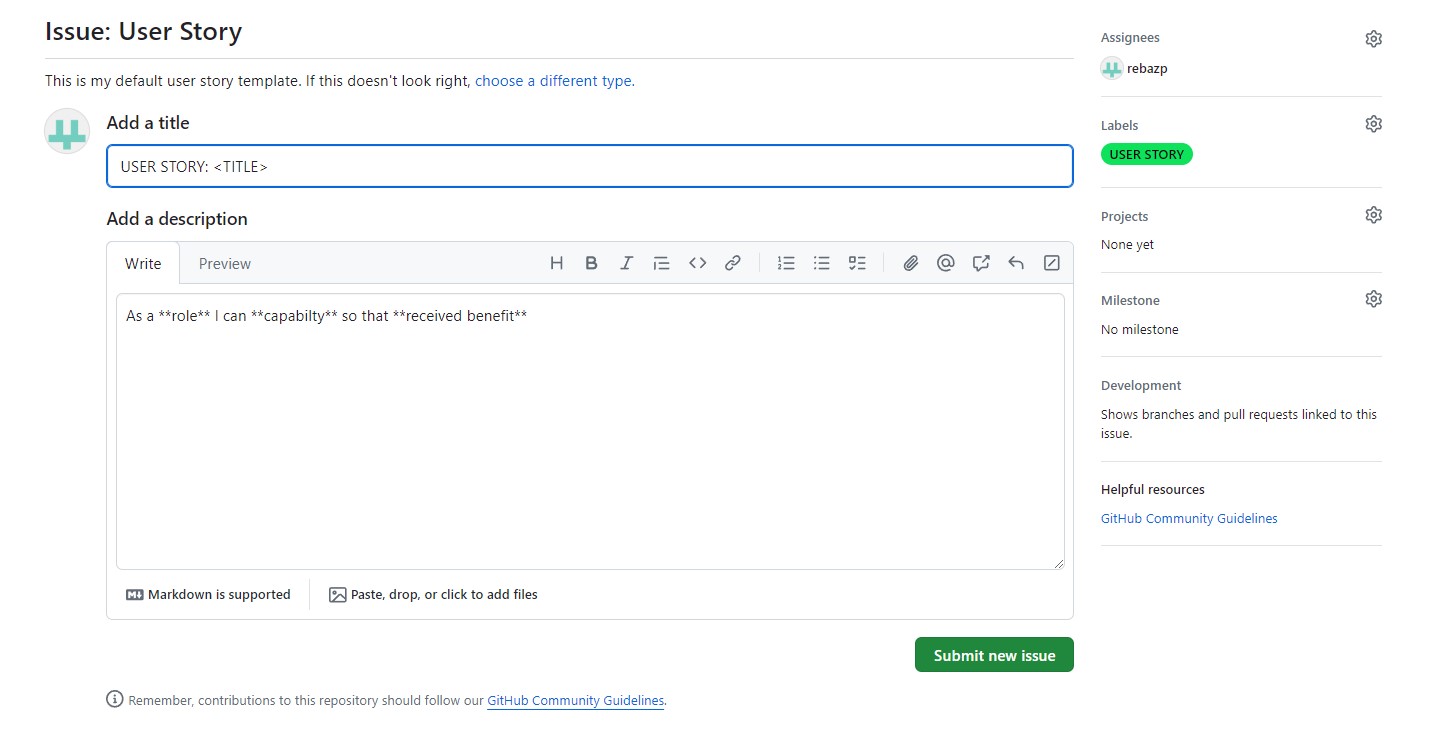 Issue: User Story
This is my default user story template. If this doesn't look right, choose a different type.
Add a title
USER STORY: <TITLE>
Add a description
Write Preview
As a **role** I can **capabilty** so that **received benefit**
Markdown is supported
Paste, drop, or click to add files
Submit new issue
Remember, contributions to this repository should follow our GitHub Community Guidelines.
Assignees
rebazp
Labels
USER STORY
Projects
None yet
Milestone
No milestone
Development
Shows branches and pull requests linked to this
issue.
Helpful resources
GitHub Community Guidelines